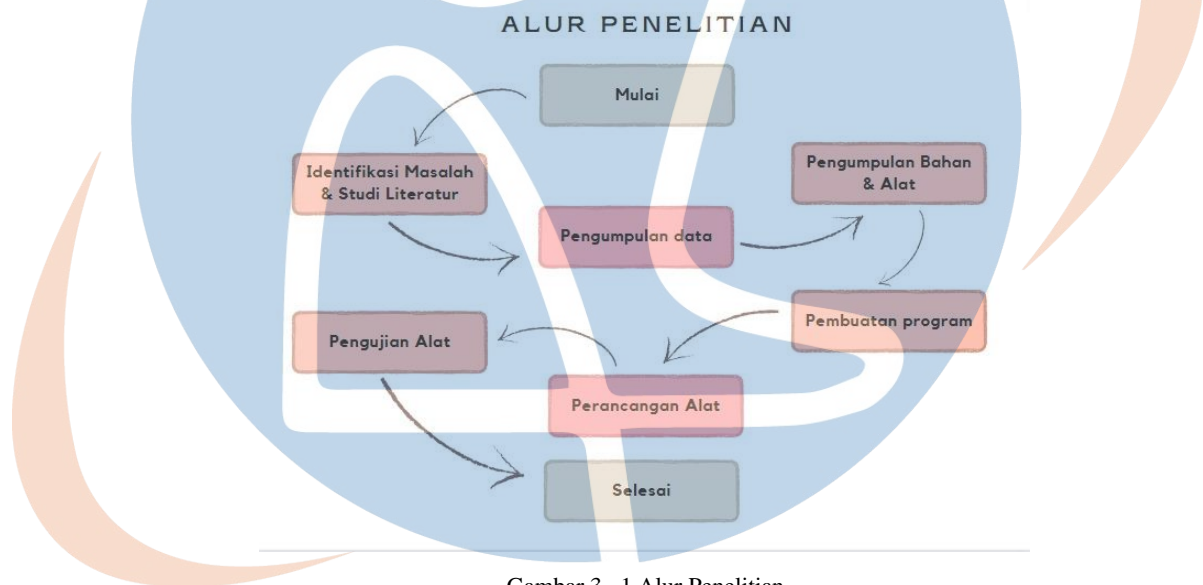 ALUR PENELITIAN
Mulai
Identifikasi Masalah
& Studi Literatur
Pengumpulan data
Pengumpulan Bahan
& Alat
Pembuatan program
Perancangan Alat
Pengujian Alat
Selesai
Gambar 3 . 1 Alur Penelitian